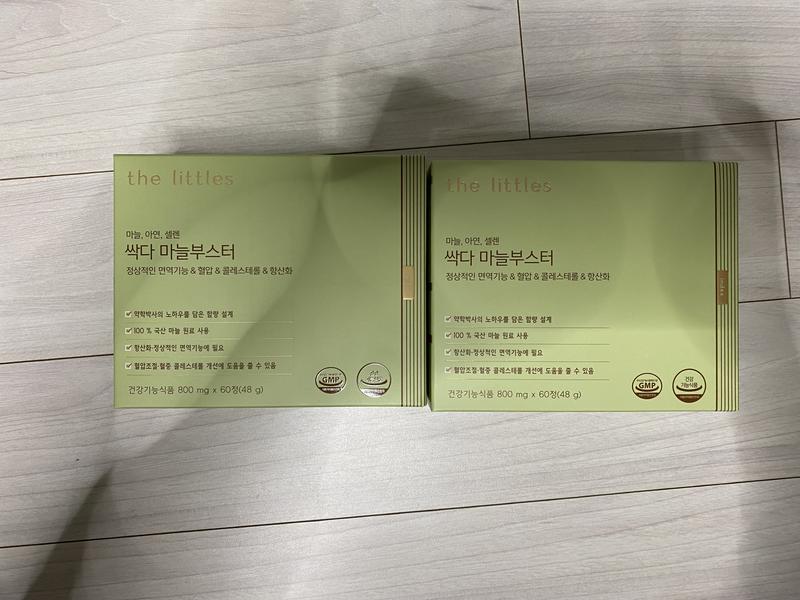 the littles
마늘, 아연, 셀렌
싹다 마늘부스터
정상적인 면역기능 & 혈압 & 콜레스테롤 & 항산화
약학박사의 노하우를 담은 함량 설계
100 % 국산 마늘 원료 사용
항산화·정상적인 면역기능에 필요
혈압조절·혈중 콜레스테롤 개선에 도움을 줄 수 있음
건강기능식품 800 mg x 60정(48 g)
GMP
the littles
마늘, 아연, 셀렌
싹다 마늘부스터
정상적인 면역기능 & 혈압 & 콜레스테롤 & 항산화
약학박사의 노하우를 담은 함량 설계
100 % 국산 마늘 원료 사용
항산화·정상적인 면역기능에 필요
혈압조절·혈중 콜레스테롤 개선에 도움을 줄 수 있음
건강기능식품 800 mg x 60정(48 g)
GMP
건강
기능식품